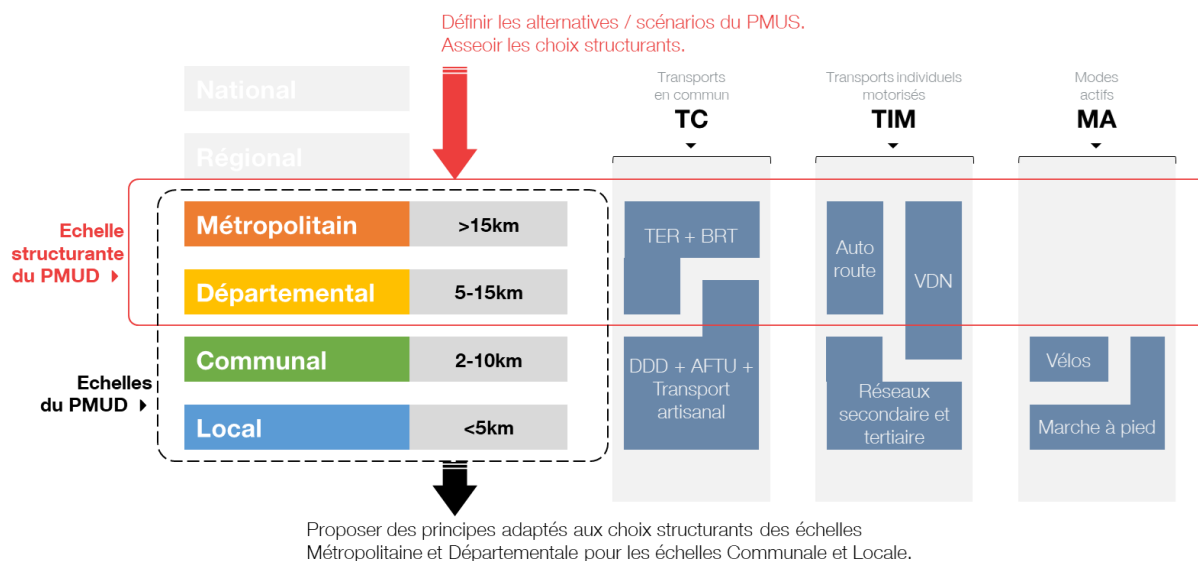 Définir les alternatives / scénarios du PMUS.
Asseoir les choix structurants.
National
Régional
Transports
en commun
TC
Transports individuels
motorisés
TIM
Modes
actifs
MA
Echelle
structurante
du PMUD
Métropolitain
>15km
Départemental
5-15km
TER + BRT
Auto
route
VDN
Echelles
du PMUD
Communal
2-10km
Local
<5km
DDD + AFTU +
Transport
artisanal
Réseaux
secondaire et
tertiaire
Vélos
Marche à pied
Proposer des principes adaptés aux choix structurants des échelles
Métropolitaine et Départementale pour les échelles Communale et Locale.